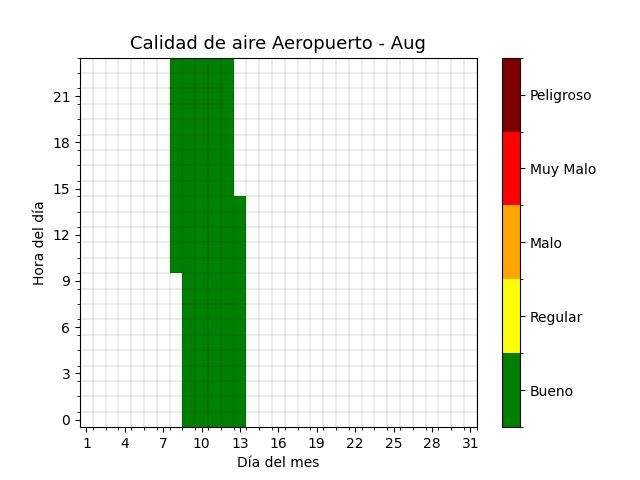 Calidad de aire Aeropuerto - Aug
Hora del día
21
18
15
12
9
6
3
0
1 4 7 10 13 16 19 22 25 28 31
Día del mes
Peligroso
Muy Malo
Malo
Regular
Bueno